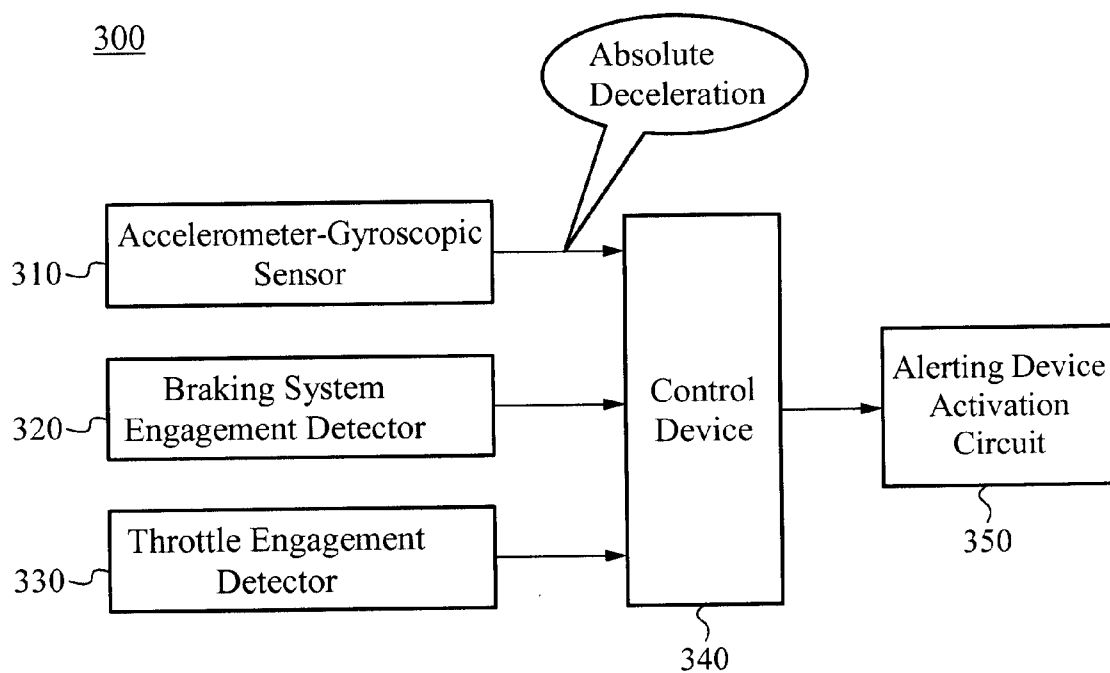 300
Absolute
Deceleration
Accelerometer-Gyroscopic
Sensor
310
Braking System
Engagement Detector
320
Throttle Engagement
Detector
330
Control
Device
340
Alerting Device
Activation
Circuit
350